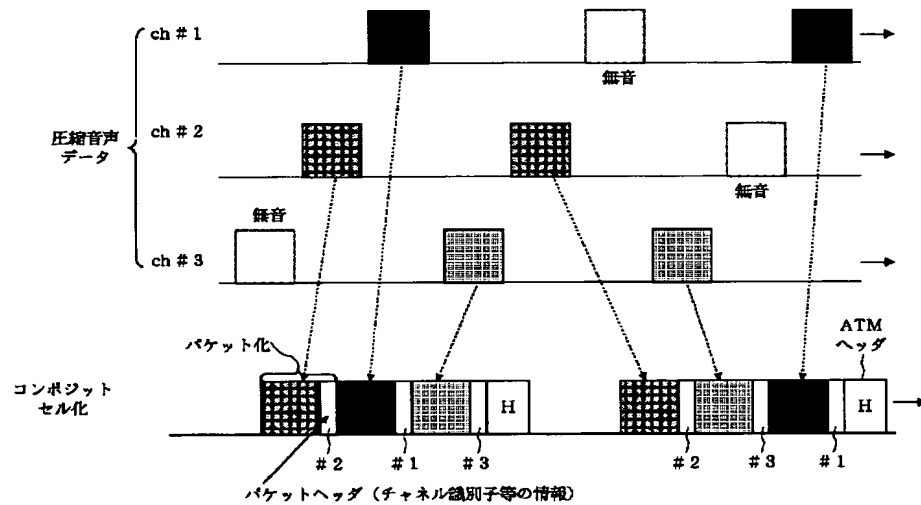 ch # 1
無音
圧縮音声
データ
ch # 2
無音
無音
ch # 3
パケット化
ATM
ヘッダ
コンポジット
セル化
H
H
# 2
# 1
# 3
# 2
# 3
# 1
パケットヘッダ（チャネル識別子等の情報）